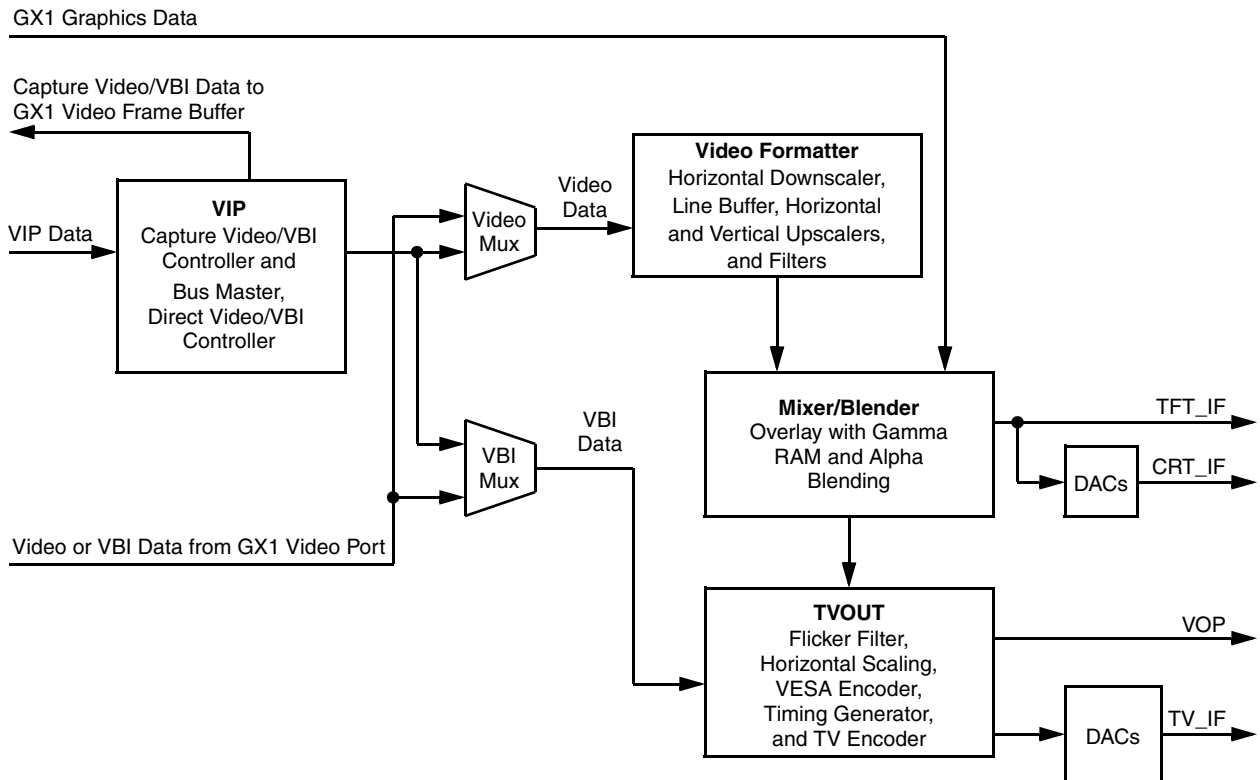 GX1 Graphics Data
Capture Video/VBI Data to
GX1 Video Frame Buffer
VIP Data
VIP
Capture Video/VBI
Controller and
Bus Master,
Direct Video/VBI
Controller
Video
Mux
Video
Data
Video Formatter
Horizontal Downscaler,
Line Buffer, Horizontal
and Vertical Upscalers,
and Filters
VBI
Mux
VBI
Data
Mixer/Blender
Overlay with Gamma
RAM and Alpha
Blending
TFT_IF
DACs
CRT_IF
Video or VBI Data from GX1 Video Port
TVOUT
Flicker Filter,
Horizontal Scaling,
VESA Encoder,
Timing Generator,
and TV Encoder
VOP
DACs
TV_IF